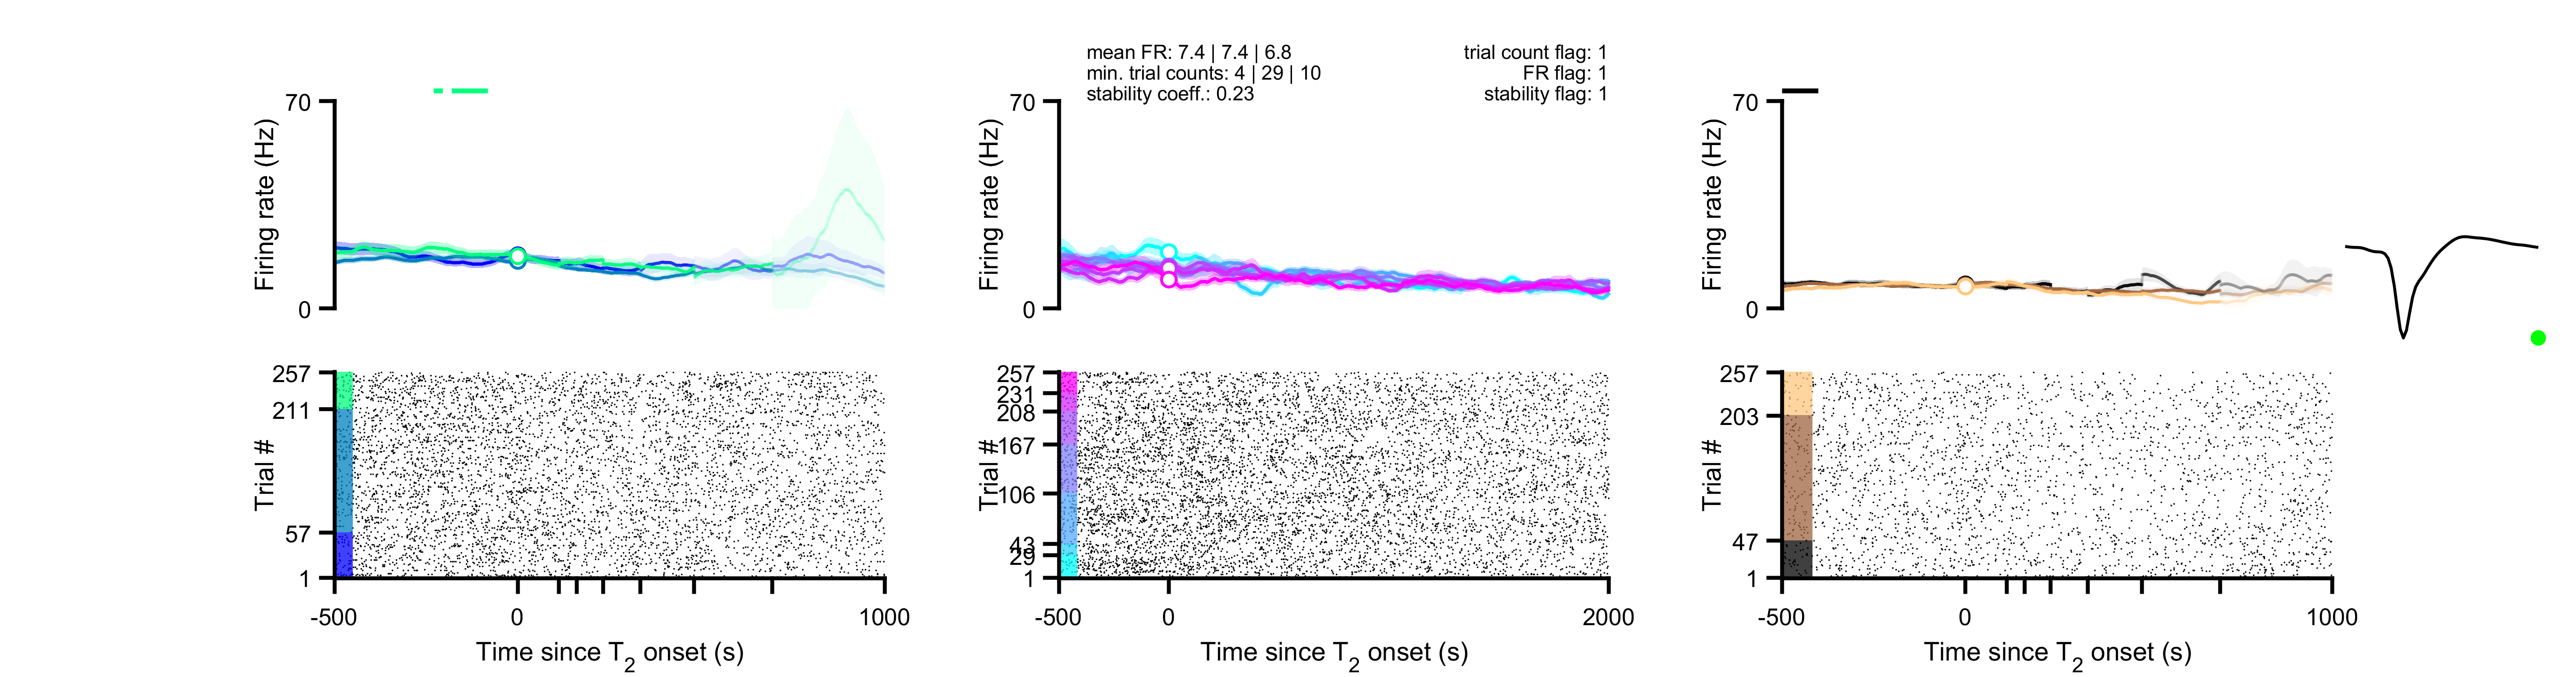 mean FR: 7.4 | 7.4 | 6.8
trial count flag: 1
min. trial counts: 4 | 29 | 10
FR flag: 1
stability coeff.: 0.23
stability flag: 1
70
Firing rate (Hz)
0
70
Firing rate (Hz)
0
70
Firing rate (Hz)
0
257
211
Trial #
57
1
-500
0
1000
Time since T2 onset (s)
257
231
208
167
Trial #
106
43
29
1
-500
0
2000
Time since T2 onset (s)
257
203
Trial #
47
1
-500
0
1000
Time since T2 onset (s)